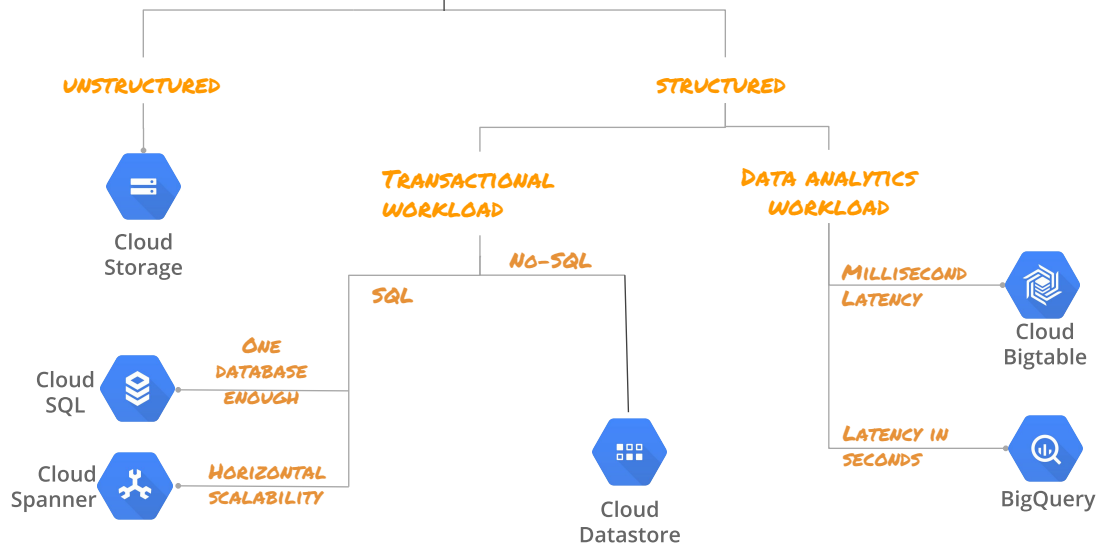 UNSTRUCTURED
STRUCTURED
TRANSACTIONAL
WORKLOAD
DATA ANALYTICS
WORKLOAD
Cloud
Storage
NO-SQL
SQL
MILLISECOND
LATENCY
Cloud
Bigtable
ONE
DATABASE
ENOUGH
Cloud
SQL
HORIZONTAL
SCALABILITY
Cloud
Spanner
Cloud
Datastore
LATENCY IN
SECONDS
BigQuery